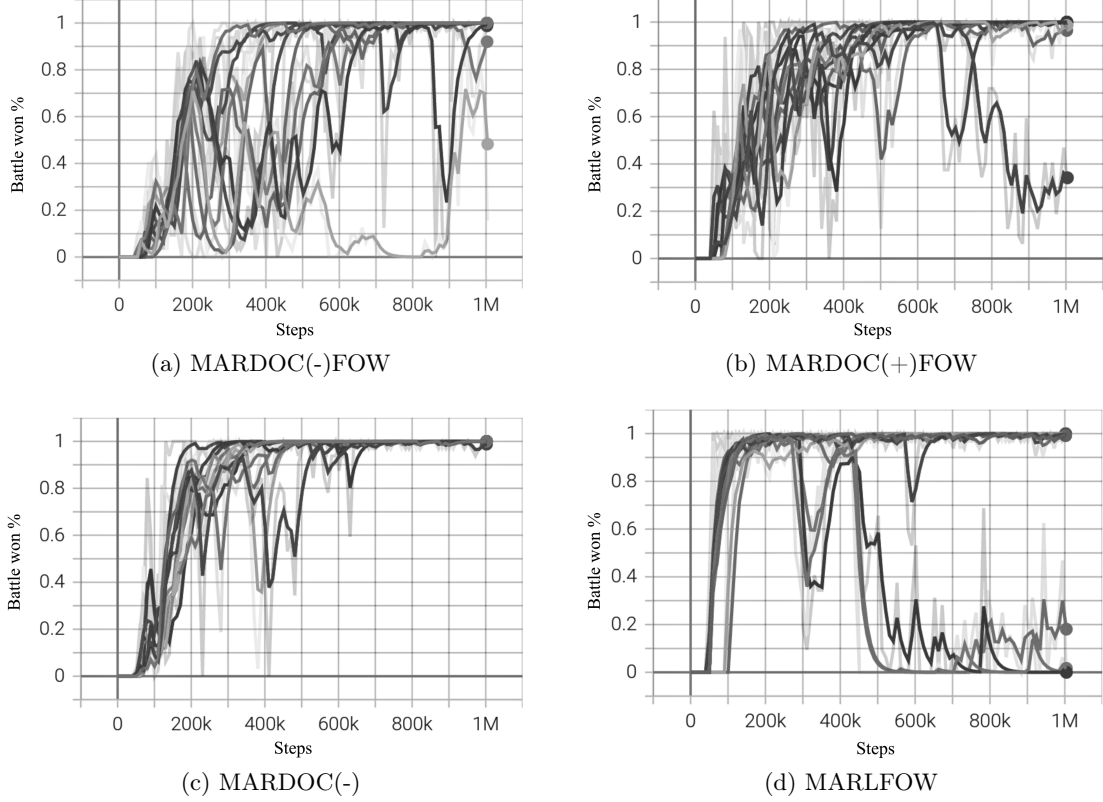 Battle won %
1
0.8
0.6
0.4
0.2
0
0 200k 400k 600k 800k 1M
Steps
(a) MARDOC(-)FOW
Battle won %
1
0.8
0.6
0.4
0.2
0
0 200k 400k 600k 800k 1M
Steps
(b) MARDOC(+)FOW
Battle won %
1
0.8
0.6
0.4
0.2
0
0 200k 400k 600k 800k 1M
Steps
(c) MARDOC(-)
Battle won %
1
0.8
0.6
0.4
0.2
0
0 200k 400k 600k 800k 1M
Steps
(d) MARLFOW